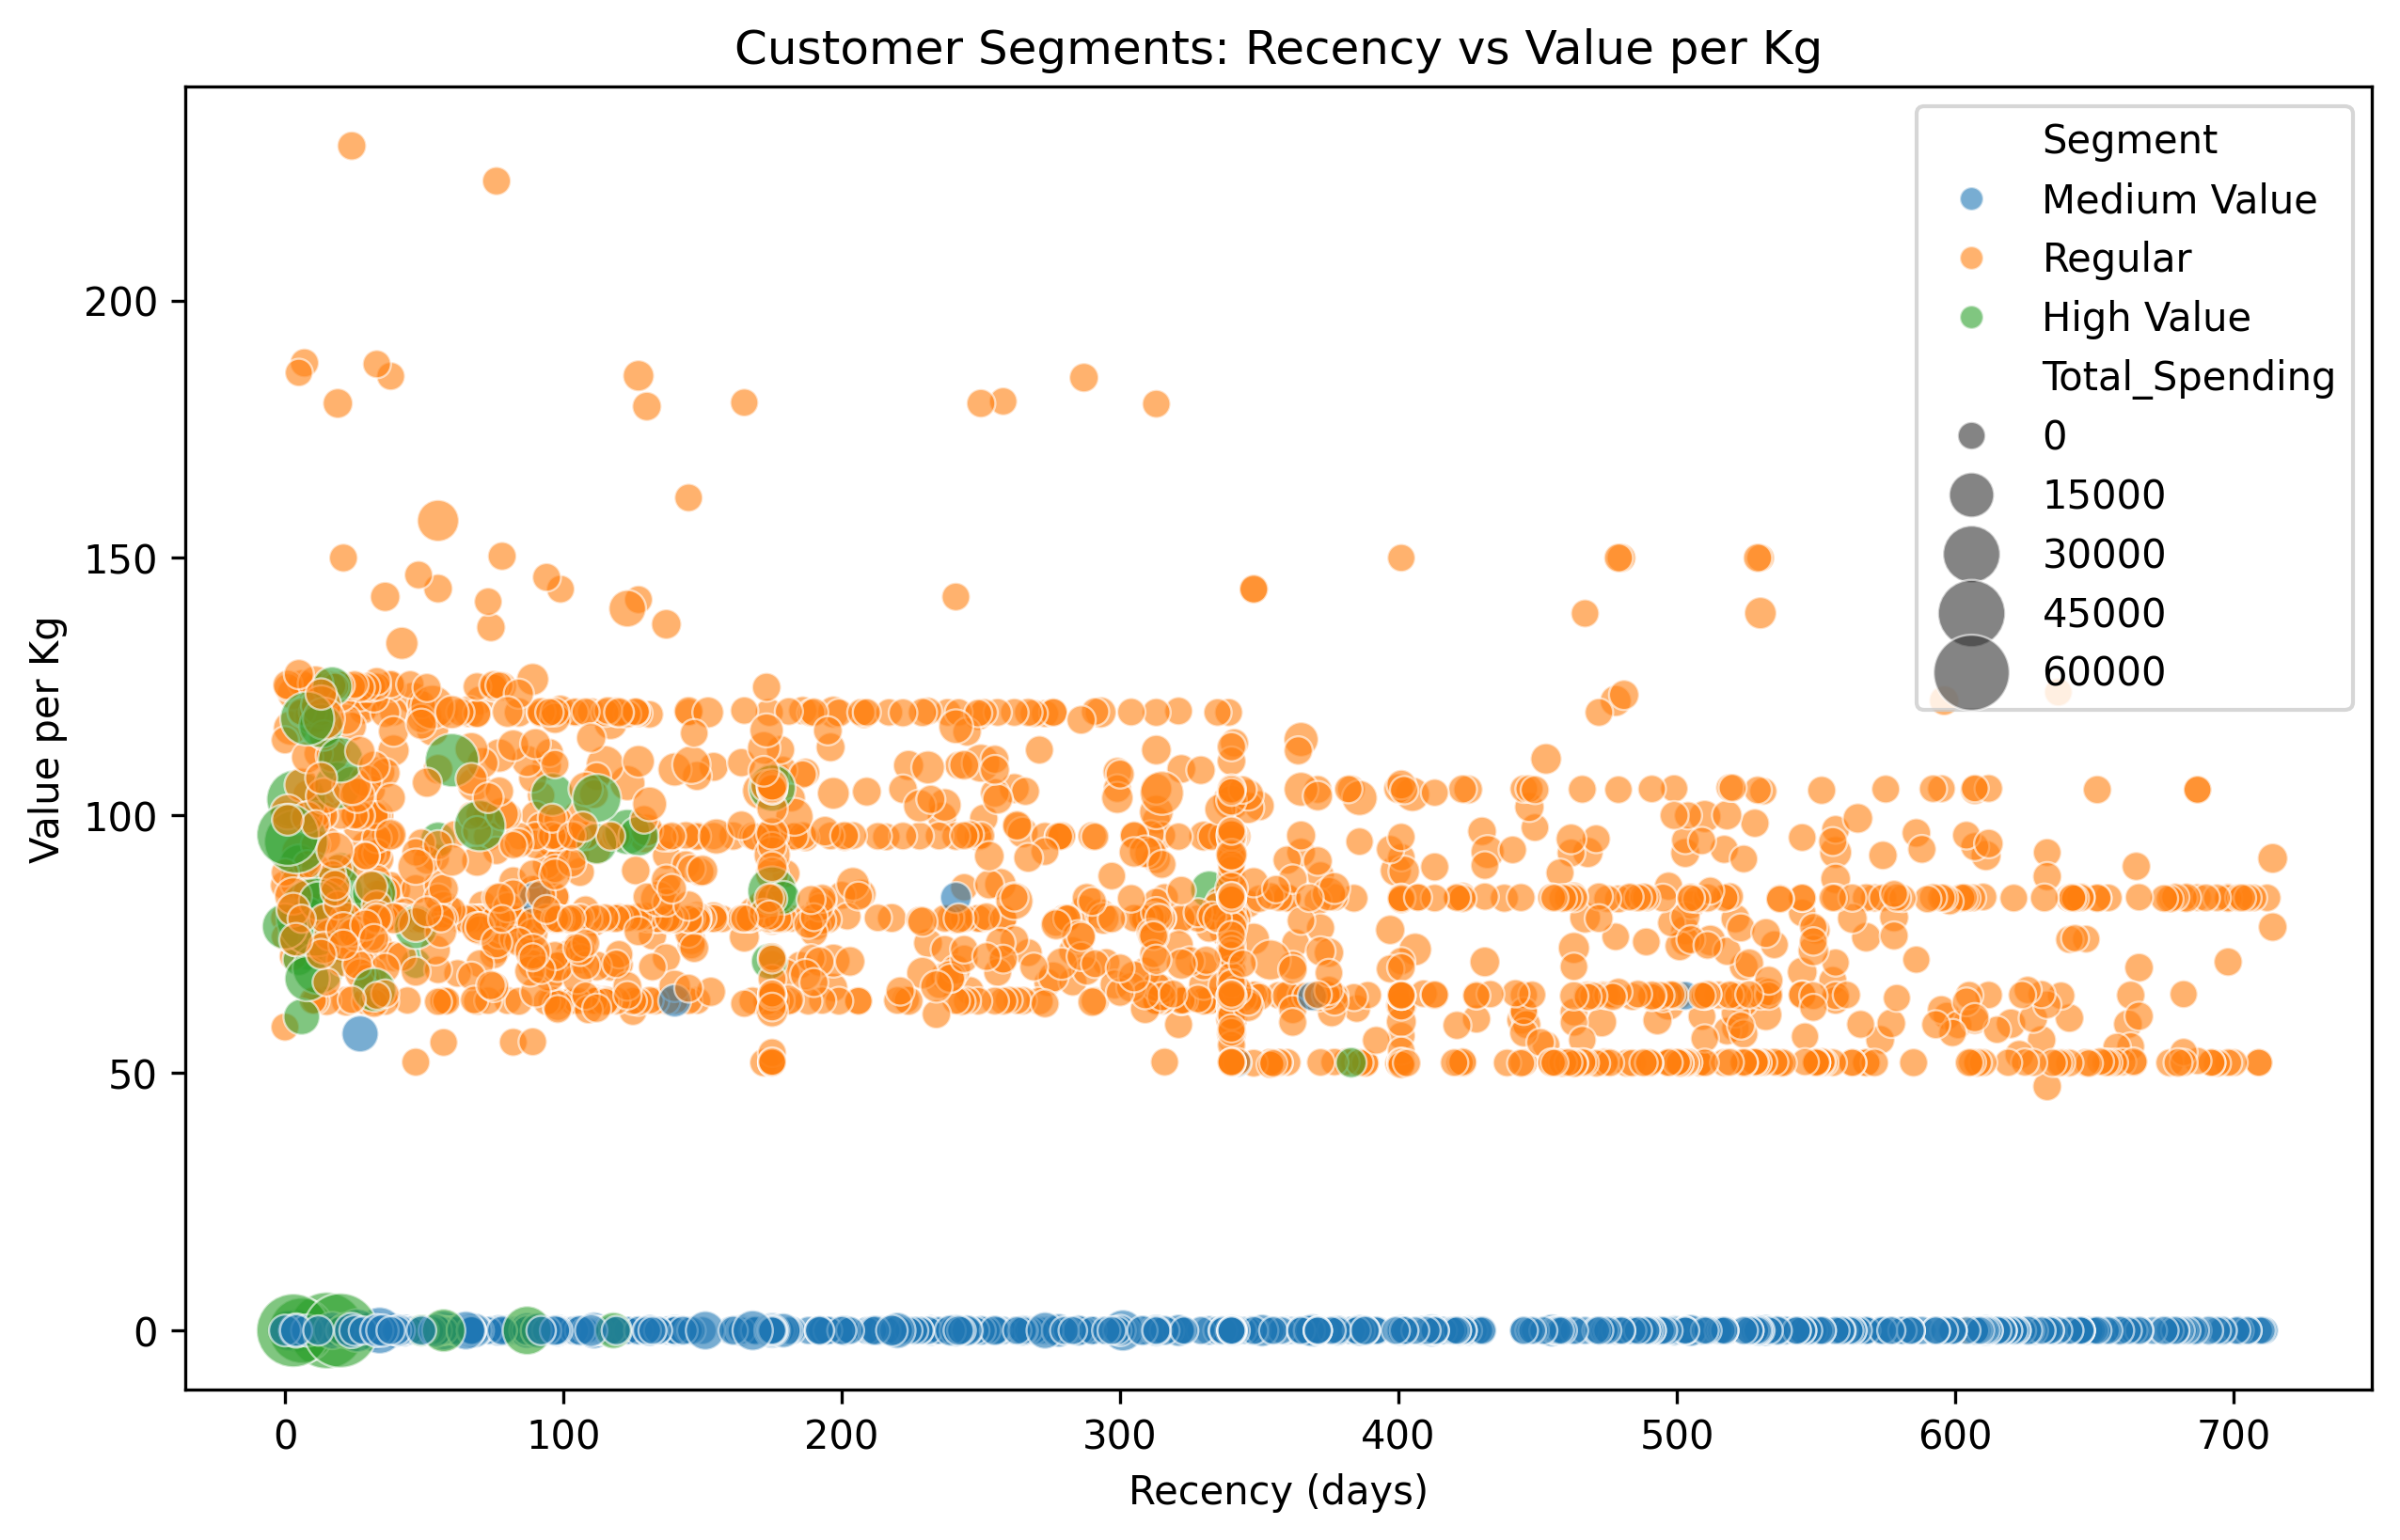 Customer Segments: Recency vs Value per Kg
Segment
Medium Value
Regular
High Value
Total_Spending
0
15000
30000
45000
60000
Value per Kg
200
150
100
50
0
0 100 200 300 400 500 600 700
Recency (days)